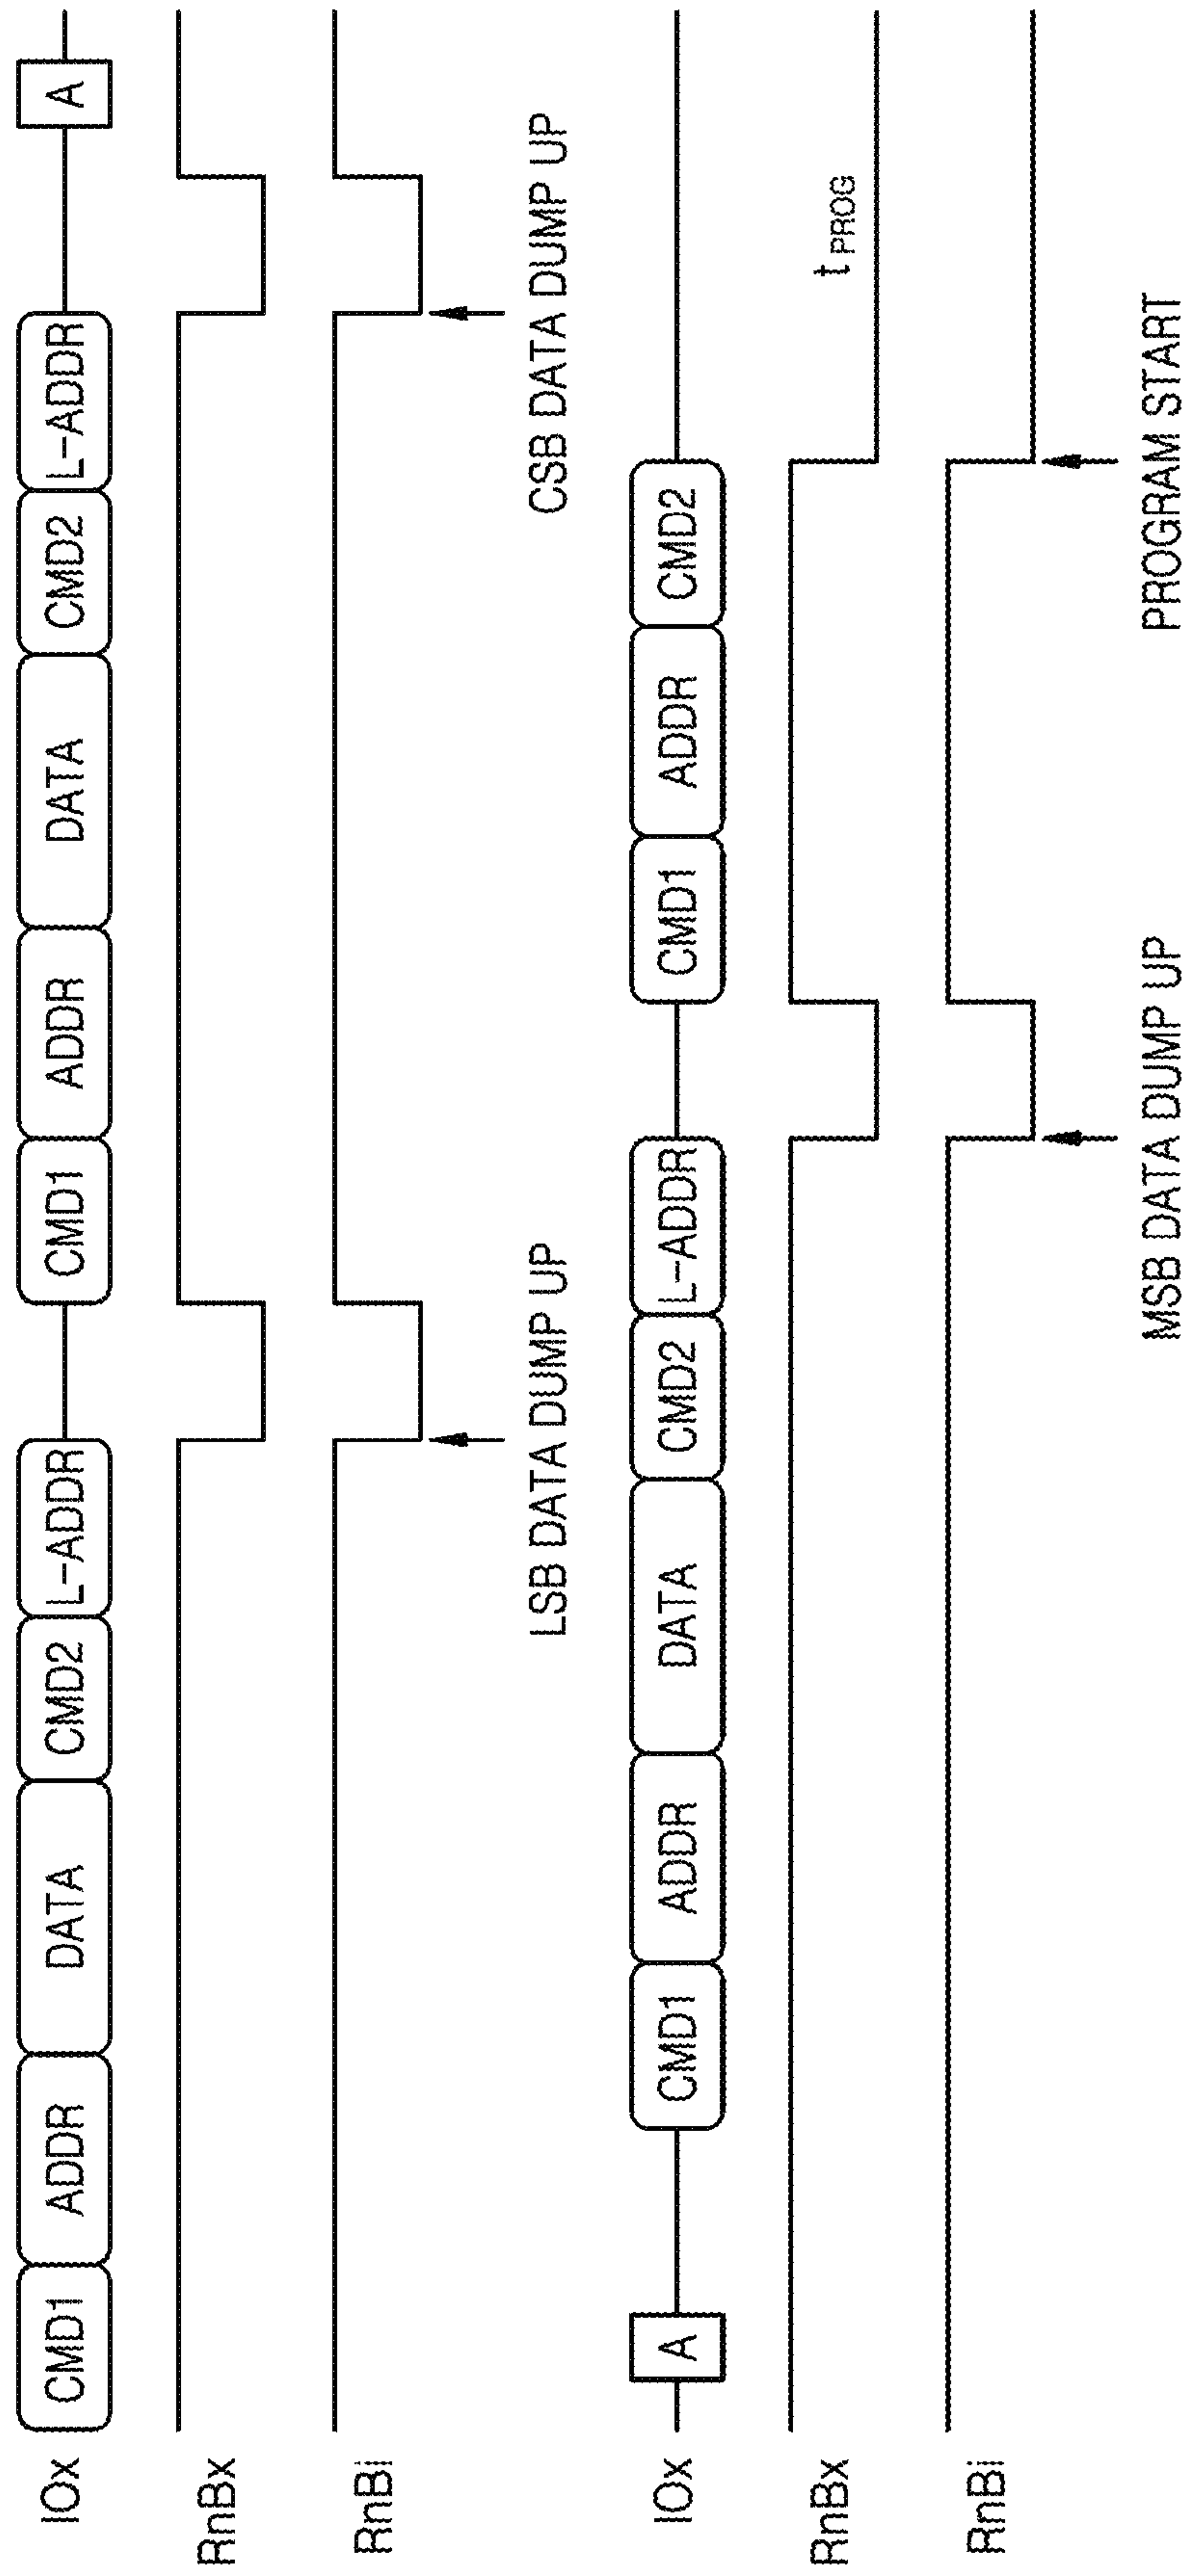 IOx CMD1 ADDR DATA CMD2 L-ADDR CMD1 ADDR DATA CMD2 L-ADDR A
RnBx
RnBi
LSB DATA DUMP UP CSB DATA DUMP UP
IOx A CMD1 ADDR DATA CMD2 L-ADDR CMD1 ADDR CMD2
RnBx tPROG
RnBi
MSB DATA DUMP UP PROGRAM START